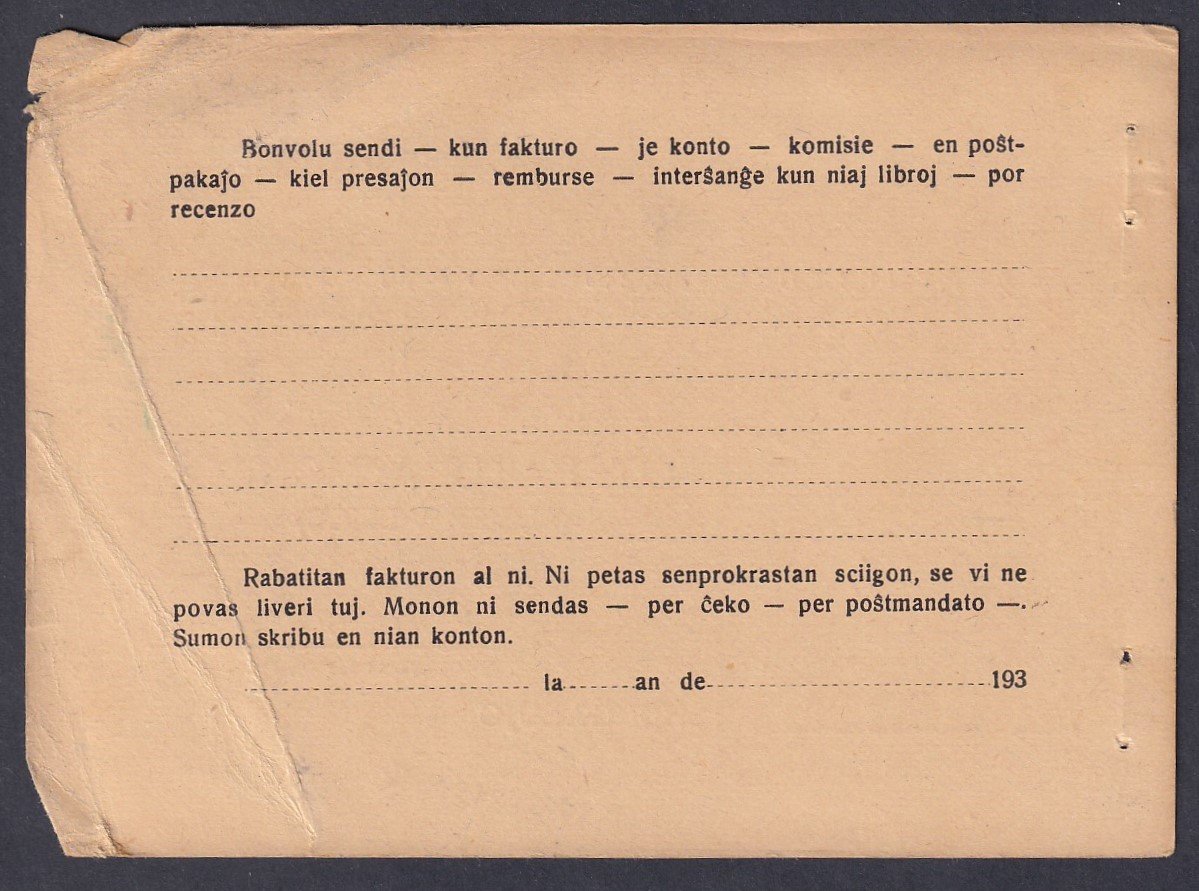 Bonvolu sendi — kun fakturo — je konto — komisie — en poŝt-
pakaĵo — kiel presaĵon — remburse — interŝanĝe kun niaj libroj — por
recenzo
Rabatitan fakturon al ni. Ni petas senprokrastan sciigon, se vi ne
povas liveri tuj. Monon ni sendas — per ĉeko — per poŝtmandato —.
Sumon skribu en nian konton.
la an de 193